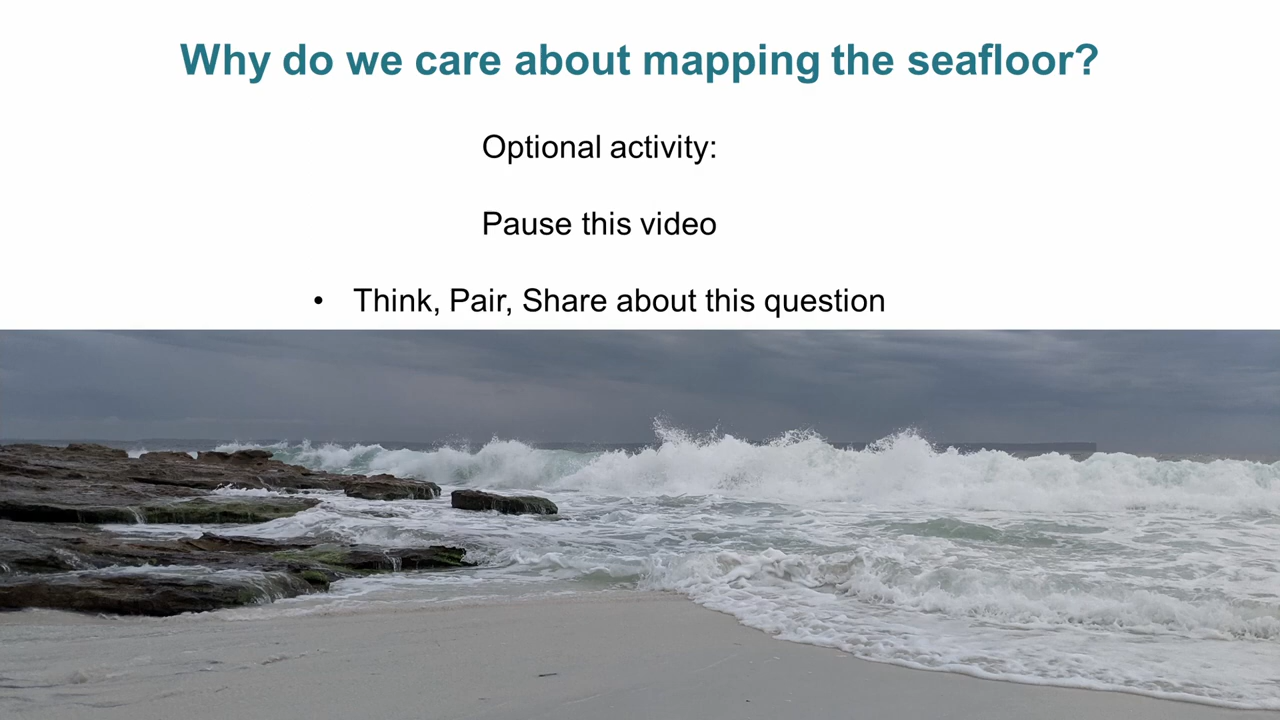 Why do we care about mapping the seafloor?
Optional activity:
Pause this video
• Think, Pair, Share about this question